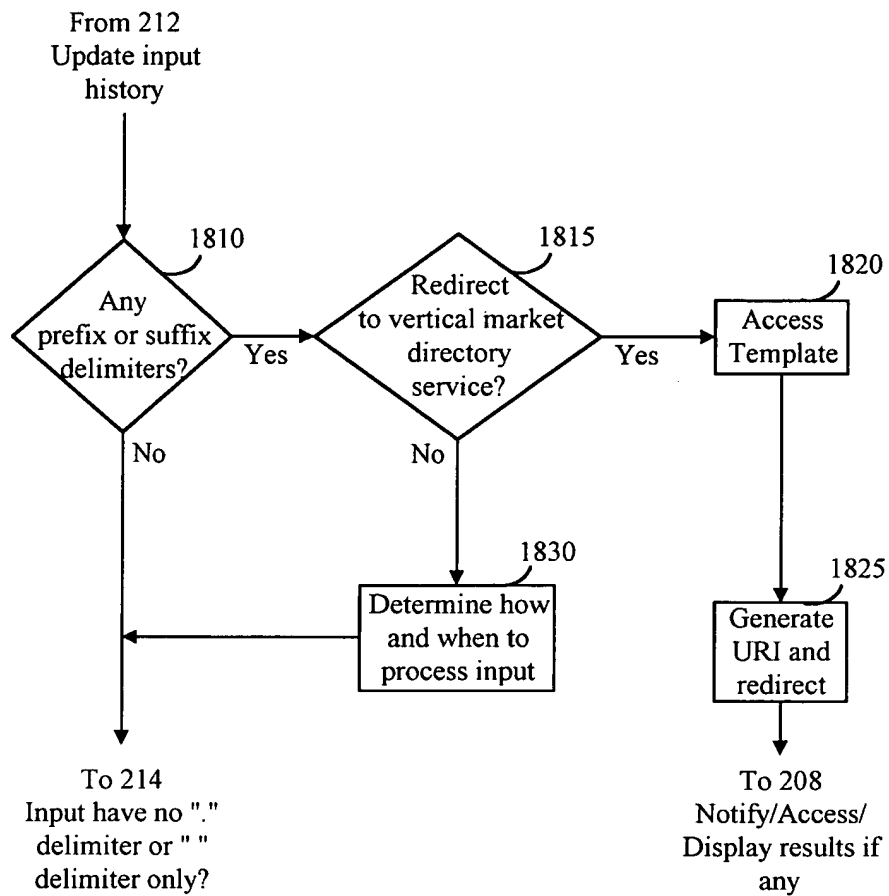 From 212
Update input
history
1810
Any
prefix or suffix
delimiters?
Yes
No
1815
Redirect
to vertical market
directory
service?
Yes
No
1820
Access
Template
1830
Determine how
and when to
process input
1825
Generate
URI and
redirect
To 214
Input have no "."
delimiter or " "
delimiter only?
To 208
Notify/Access/
Display results if
any